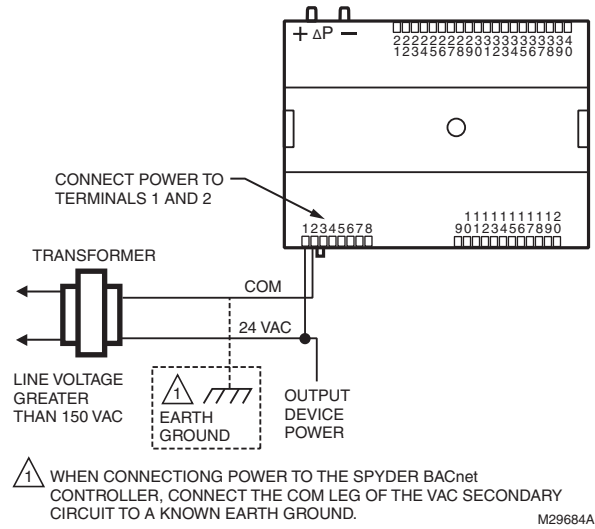 + ΔP −
22222222233333333334
12345678901234567890
CONNECT POWER TO
TERMINALS 1 AND 2
12345678
11111111112
901234567890
TRANSFORMER
COM
24 VAC
LINE VOLTAGE
GREATER
THAN 150 VAC
1
EARTH
GROUND
OUTPUT
DEVICE
POWER
1 WHEN CONNECTIONG POWER TO THE SPYDER BACnet
CONTROLLER, CONNECT THE COM LEG OF THE VAC SECONDARY
CIRCUIT TO A KNOWN EARTH GROUND.
M29684A